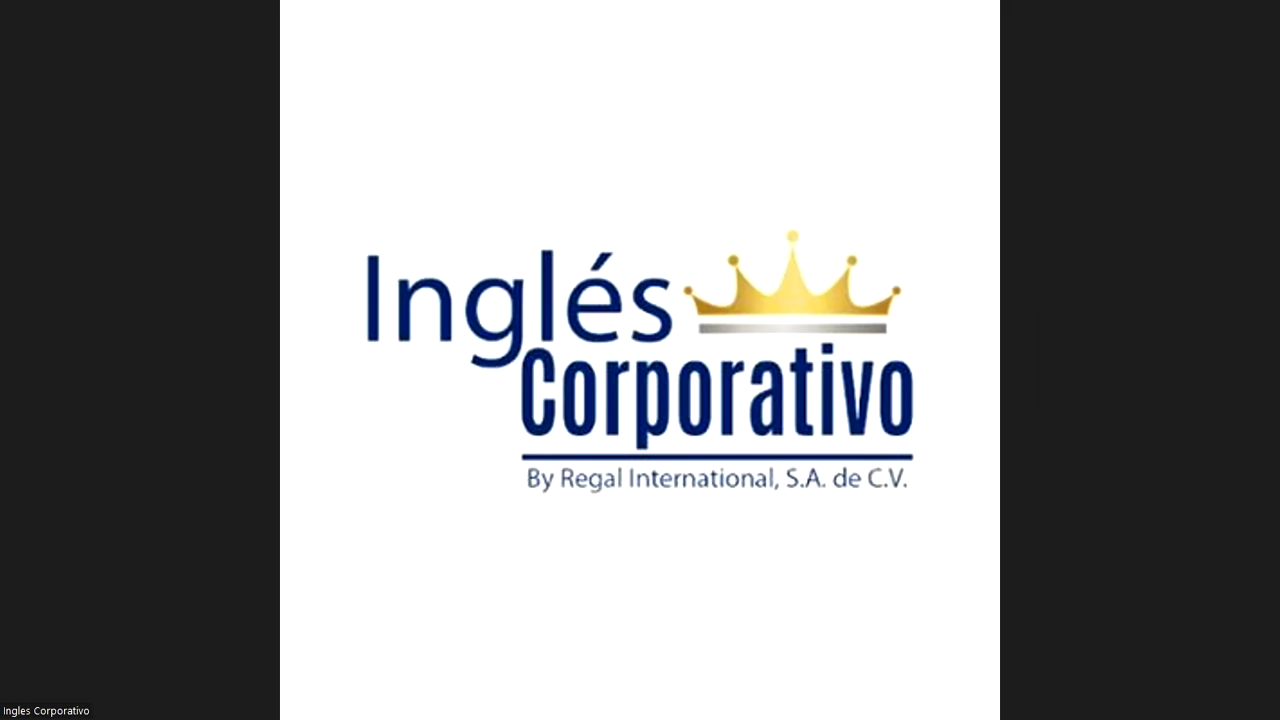 Inglés
Corporativo
By Regal International, S.A. de C.V.
Ingles Corporativo